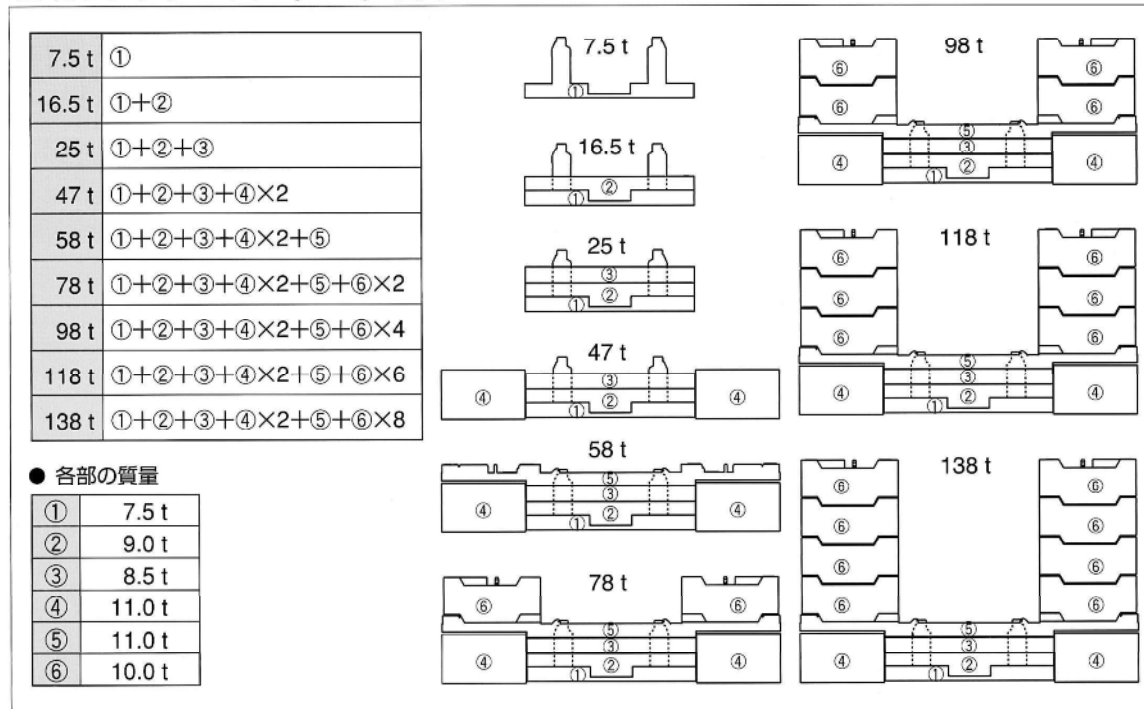 7.5 t ①
16.5 t ①+②
25 t ①+②+③
47 t ①+②+③+④×2
58 t ①+②+③+④×2+⑤
78 t ①+②+③+④×2+⑤+⑥×2
98 t ①+②+③+④×2+⑤+⑥×4
118 t ①+②+③+④×2+⑤+⑥×6
138 t ①+②+③+④×2+⑤+⑥×8
● 各部の質量
① 7.5 t
② 9.0 t
③ 8.5 t
④ 11.0 t
⑤ 11.0 t
⑥ 10.0 t
7.5 t
①
16.5 t
②
①
25 t
③
②
①
47 t
③
④ ② ④
①
58 t
⑤
③
④ ② ④
①
78 t
⑥ ⑥
⑤
③
④ ② ④
①
98 t
⑥ ⑥
⑥ ⑥
⑤
③
④ ② ④
①
118 t
⑥ ⑥
⑥ ⑥
⑥ ⑥
⑤
③
④ ② ④
①
138 t
⑥ ⑥
⑥ ⑥
⑥ ⑥
⑥ ⑥
⑤
③
④ ② ④
①